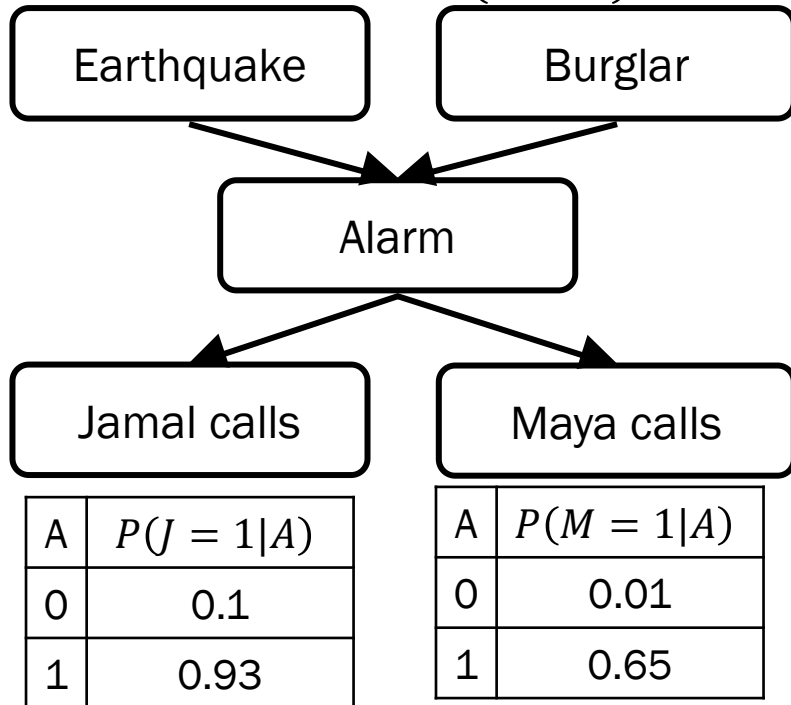 Earthquake
Burglar
Alarm
Jamal calls
Maya calls
A P(J = 1|A)
0 0.1
1 0.93
A P(M = 1|A)
0 0.01
1 0.65